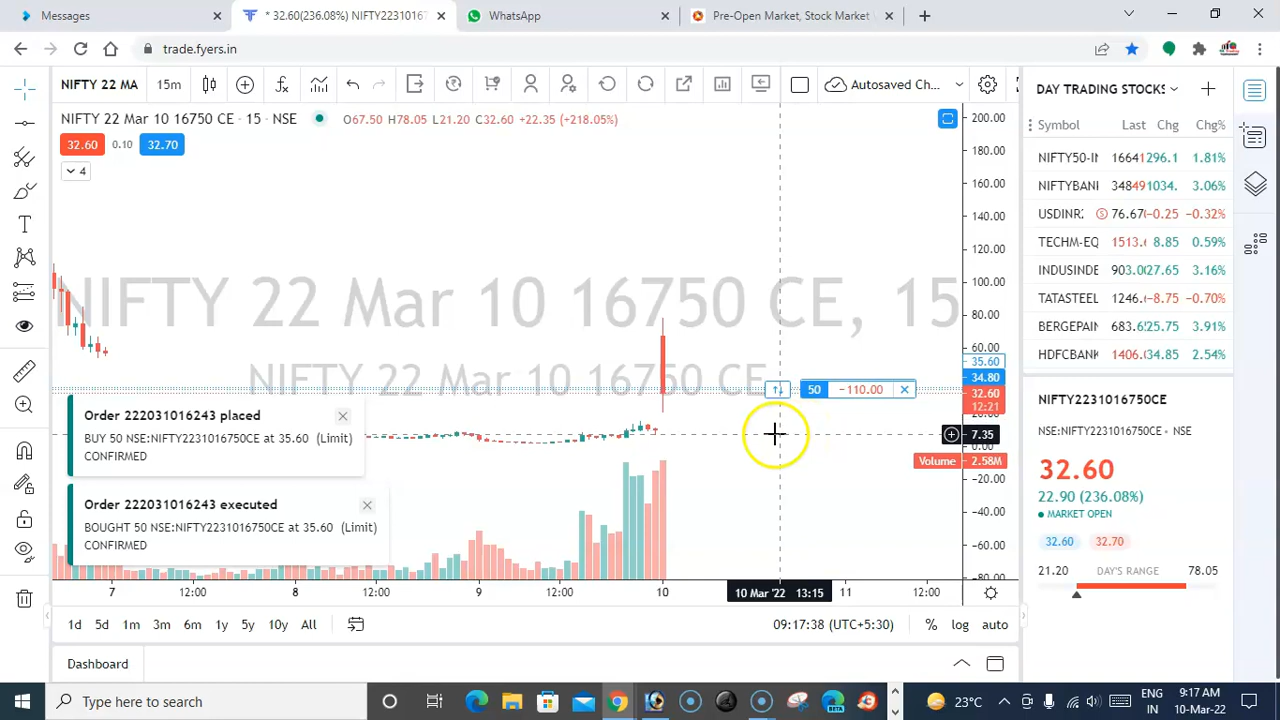 Messages
* 32.60(236.08%) NIFTY22310167
WhatsApp
Pre-Open Market, Stock Market
trade.fyers.in
NIFTY 22 MA
15m
Autosaved Ch...
NIFTY 22 Mar 10 16750 CE · 15 · NSE
O67.50 H78.05 L21.20 C32.60 +22.35 (+218.05%)
32.60
0.10
32.70
4
NIFTY 22 Mar 10 16750 CE, 15
NIFTY 22 Mar 10 16750 CE
200.00
180.00
160.00
140.00
120.00
100.00
80.00
60.00
35.60
34.80
32.60
12:21
20.00
7.35
0.00
Volume
2.58M
−20.00
−40.00
−60.00
−80.00
50
−110.00
Order 222031016243 placed
BUY 50 NSE:NIFTY2231016750CE at 35.60 (Limit)
CONFIRMED
Order 222031016243 executed
BOUGHT 50 NSE:NIFTY2231016750CE at 35.60 (Limit)
CONFIRMED
7
12:00
8
12:00
9
12:00
10
10 Mar '22 13:15
11
12:00
1d 5d 1m 3m 6m 1y 5y 10y All
09:17:38 (UTC+5:30)
% log auto
Dashboard
DAY TRADING STOCKS
Symbol Last Chg Chg%
NIFTY50-IN 1664 296.1 1.81%
NIFTYBANK 34849 1034. 3.06%
USDINR2 S 76.670 −0.25 −0.32%
TECHM-EQ 1513. 8.85 0.59%
INDUSINDE 903.00 27.65 3.16%
TATASTEEL 1246. −8.75 −0.70%
BERGEPAIN 683. 25.75 3.91%
HDFCBANK 1406. 34.85 2.54%
NIFTY2231016750CE
NSE:NIFTY2231016750CE • NSE
32.60
22.90 (236.08%)
MARKET OPEN
32.60
32.70
21.20 DAY'S RANGE 78.05
Type here to search
BETA
23°C
ENG
IN
9:17 AM
10-Mar-22